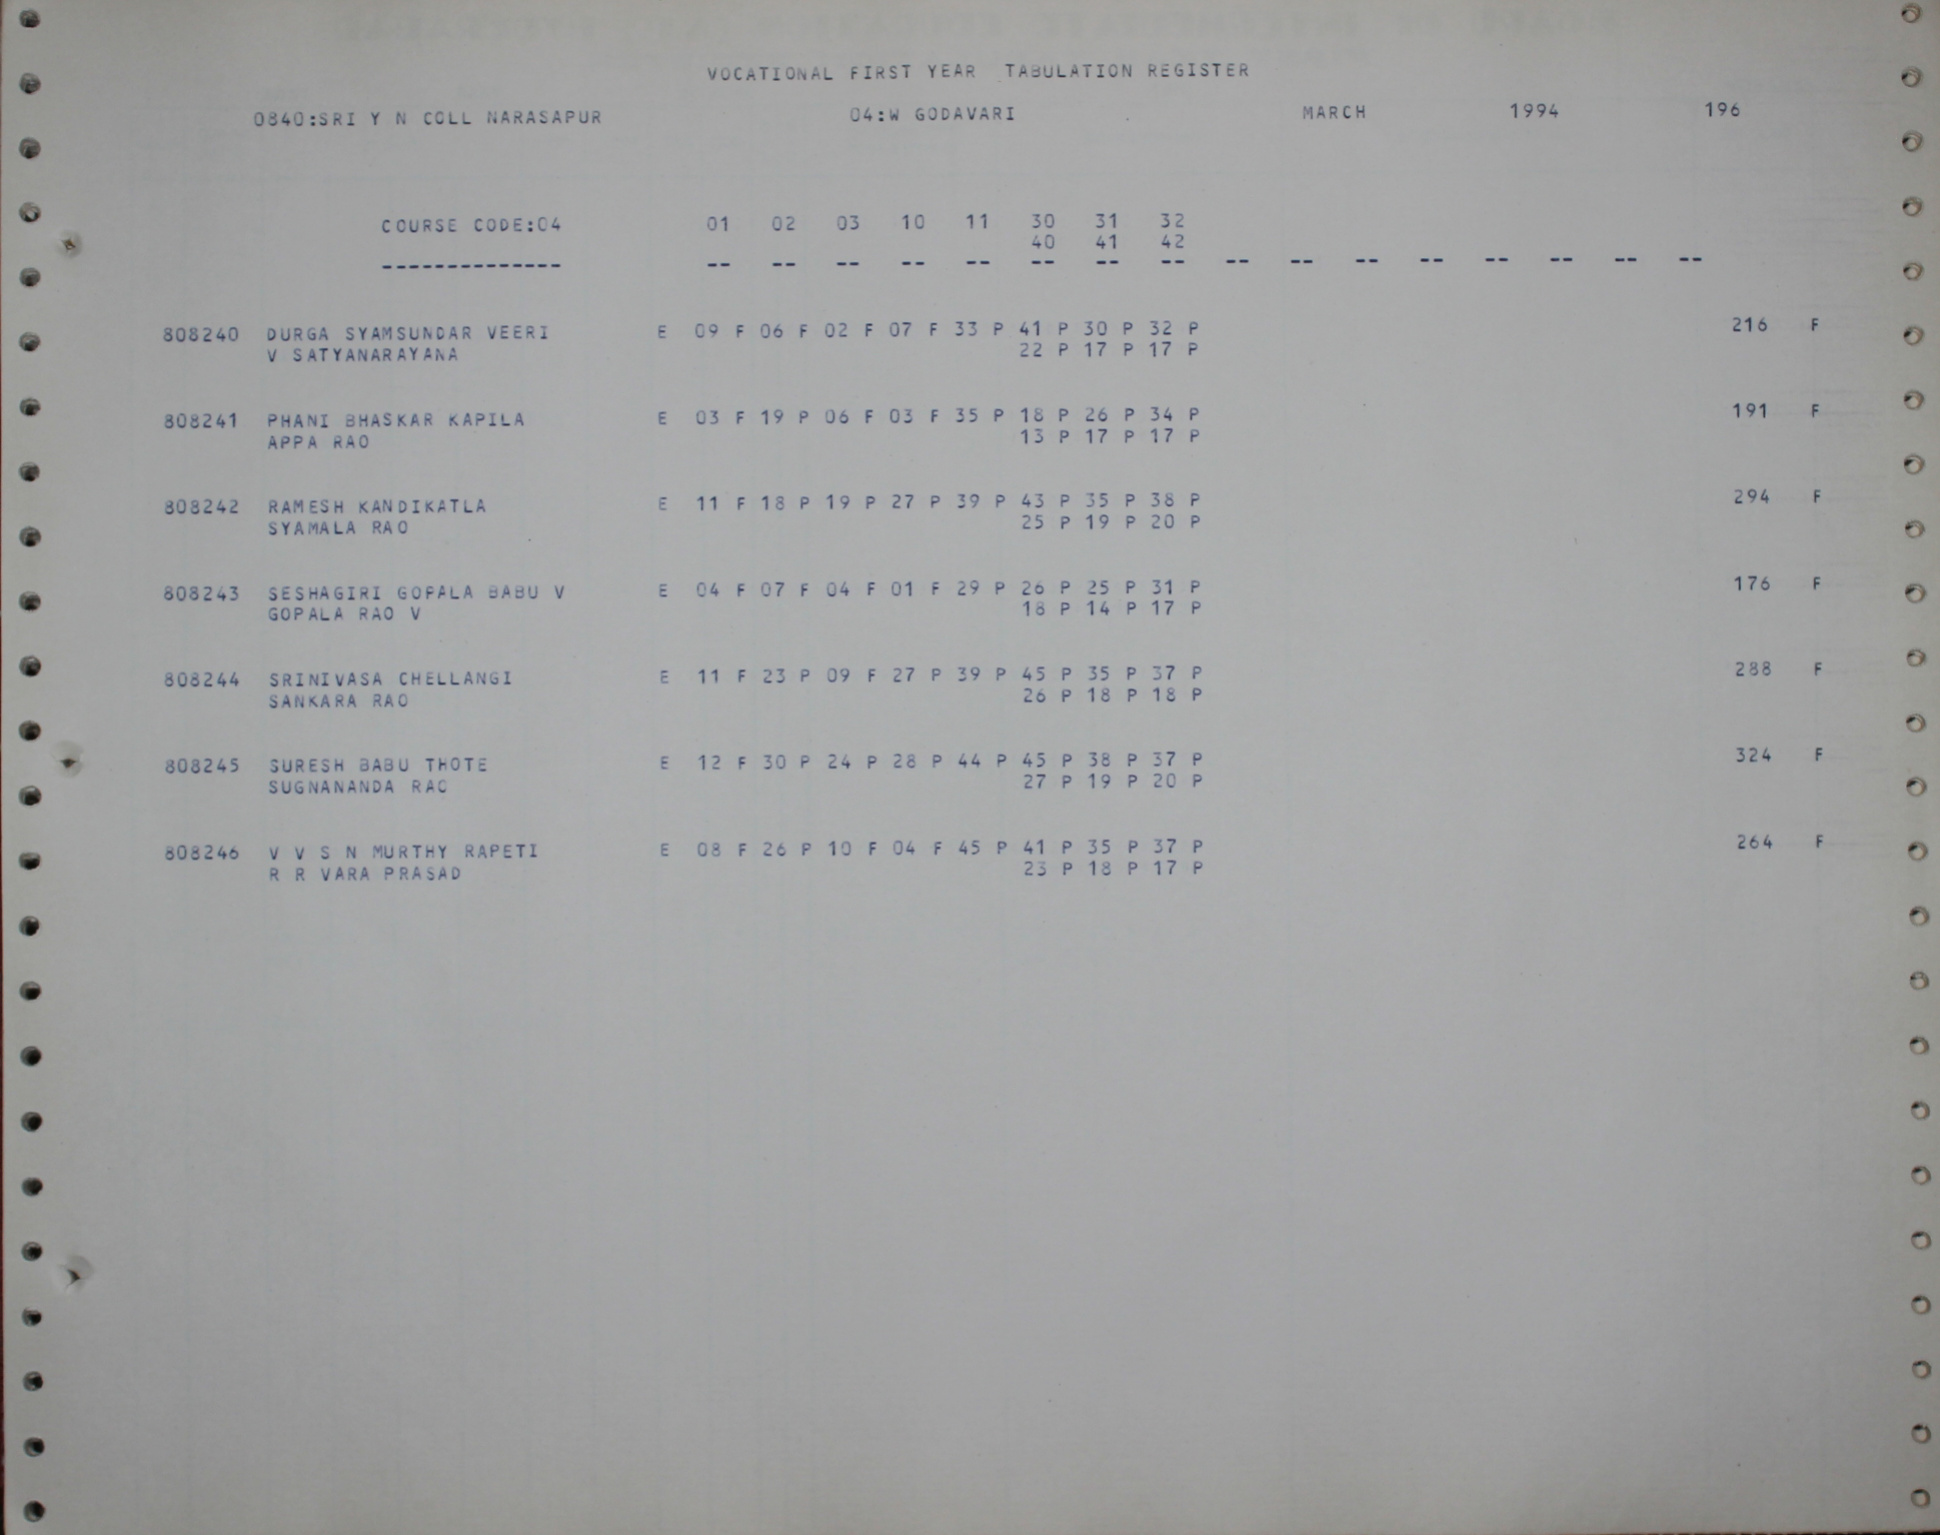 VOCATIONAL FIRST YEAR TABULATION REGISTER
0840:SRI Y N COLL NARASAPUR 04:W GODAVARI MARCH 1994 196
COURSE CODE:04 01 02 03 10 11 30 31 32
40 41 42
-------------- -- -- -- -- -- -- -- -- -- -- -- -- -- -- -- --
808240 DURGA SYAMSUNDAR VEERI E 09 F 06 F 02 F 07 F 33 P 41 P 30 P 32 P 216 F
V SATYANARAYANA 22 P 17 P 17 P
808241 PHANI BHASKAR KAPILA E 03 F 19 P 06 F 03 F 35 P 18 P 26 P 34 P 191 F
APPA RAO 13 P 17 P 17 P
808242 RAMESH KANDIKATLA E 11 F 18 P 19 P 27 P 39 P 43 P 35 P 38 P 294 F
SYAMALA RAO 25 P 19 P 20 P
808243 SESHAGIRI GOPALA BABU V E 04 F 07 F 04 F 01 F 29 P 26 P 25 P 31 P 176 F
GOPALA RAO V 18 P 14 P 17 P
808244 SRINIVASA CHELLANGI E 11 F 23 P 09 F 27 P 39 P 45 P 35 P 37 P 288 F
SANKARA RAO 26 P 18 P 18 P
808245 SURESH BABU THOTE E 12 F 30 P 24 P 28 P 44 P 45 P 38 P 37 P 324 F
SUGNANANDA RAO 27 P 19 P 20 P
808246 V V S N MURTHY RAPETI E 08 F 26 P 10 F 04 F 45 P 41 P 35 P 37 P 264 F
R R VARA PRASAD 23 P 18 P 17 P